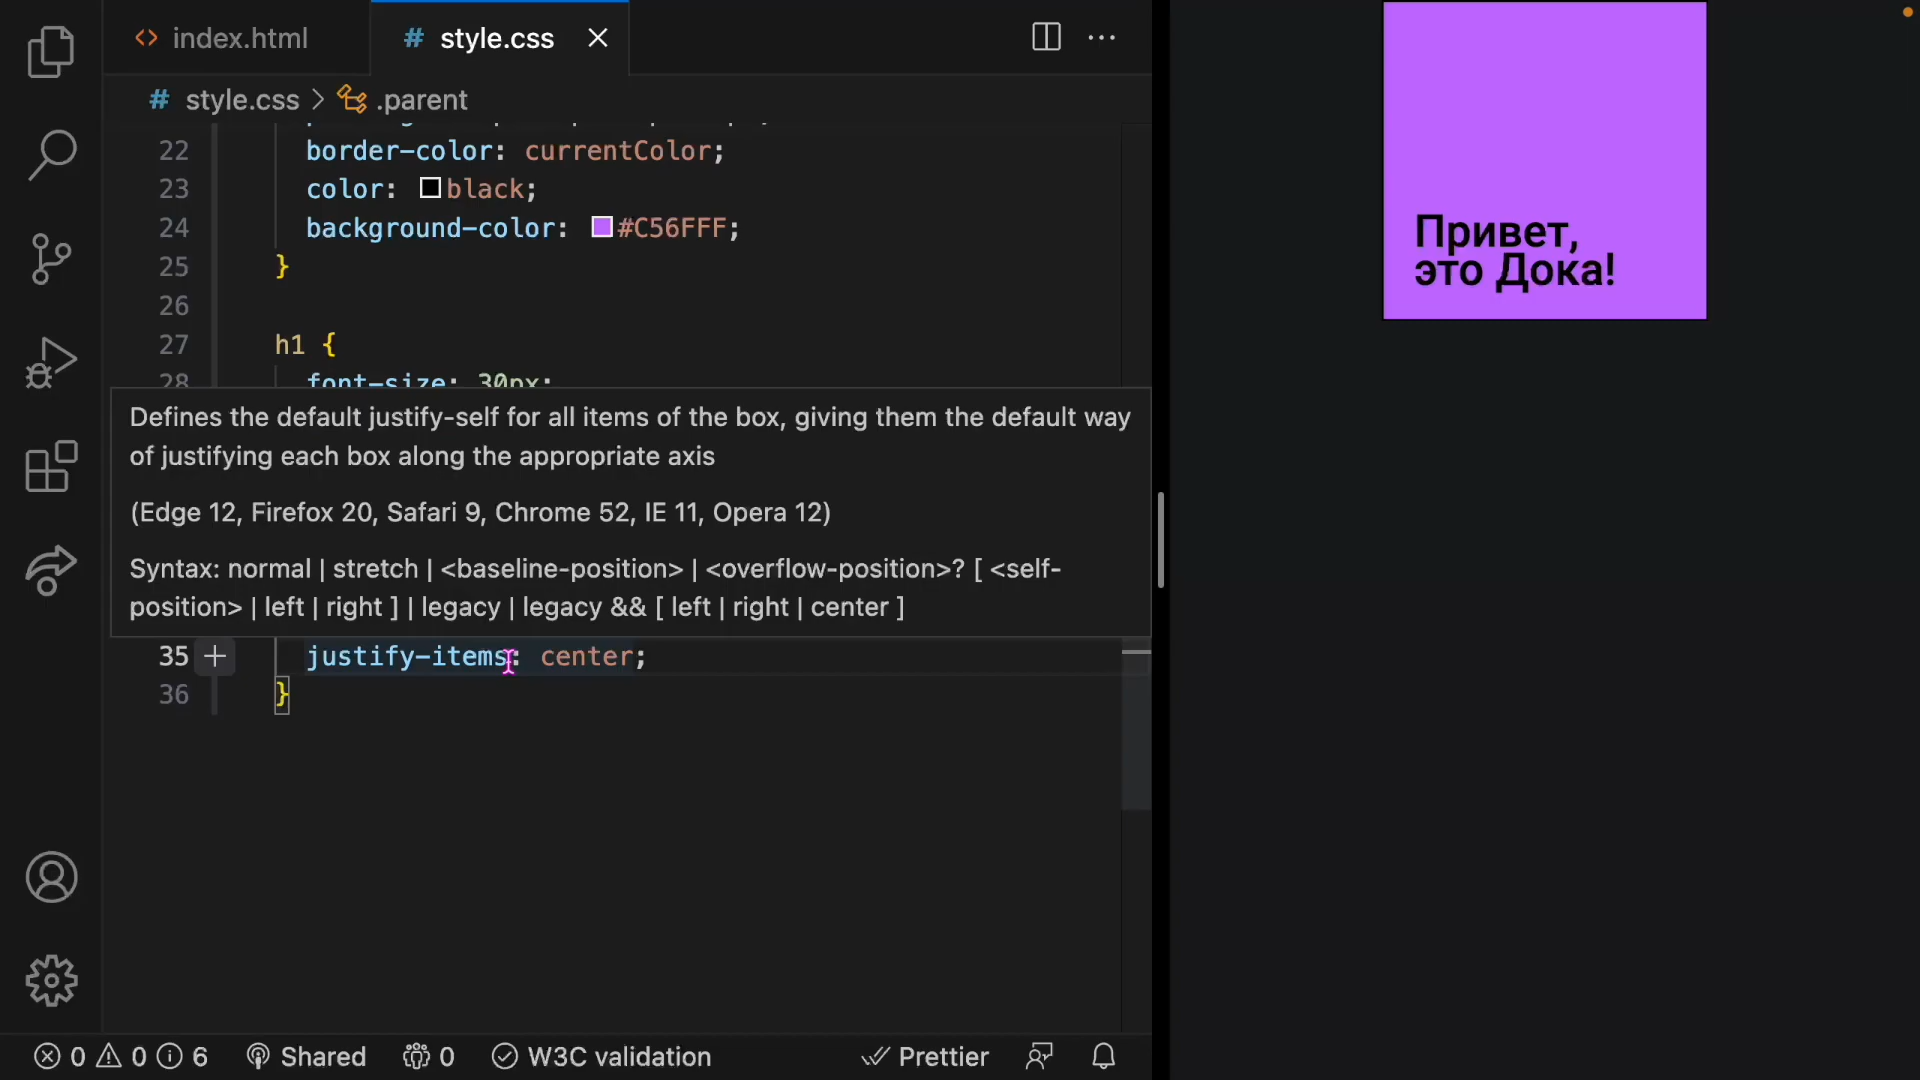 index.html
style.css
style.css > .parent
22 border-color: currentColor;
23 color: black;
24 background-color: #C56FFF;
25 }
26
27 h1 {
28 font-size: 30px;
Defines the default justify-self for all items of the box, giving them the default way
of justifying each box along the appropriate axis
(Edge 12, Firefox 20, Safari 9, Chrome 52, IE 11, Opera 12)
Syntax: normal | stretch | <baseline-position> | <overflow-position>? [ <self-
position> | left | right ] | legacy | legacy && [ left | right | center ]
35 justify-items: center;
36 }
0 0 6 Shared 0 W3C validation Prettier
Привет,
это Дока!